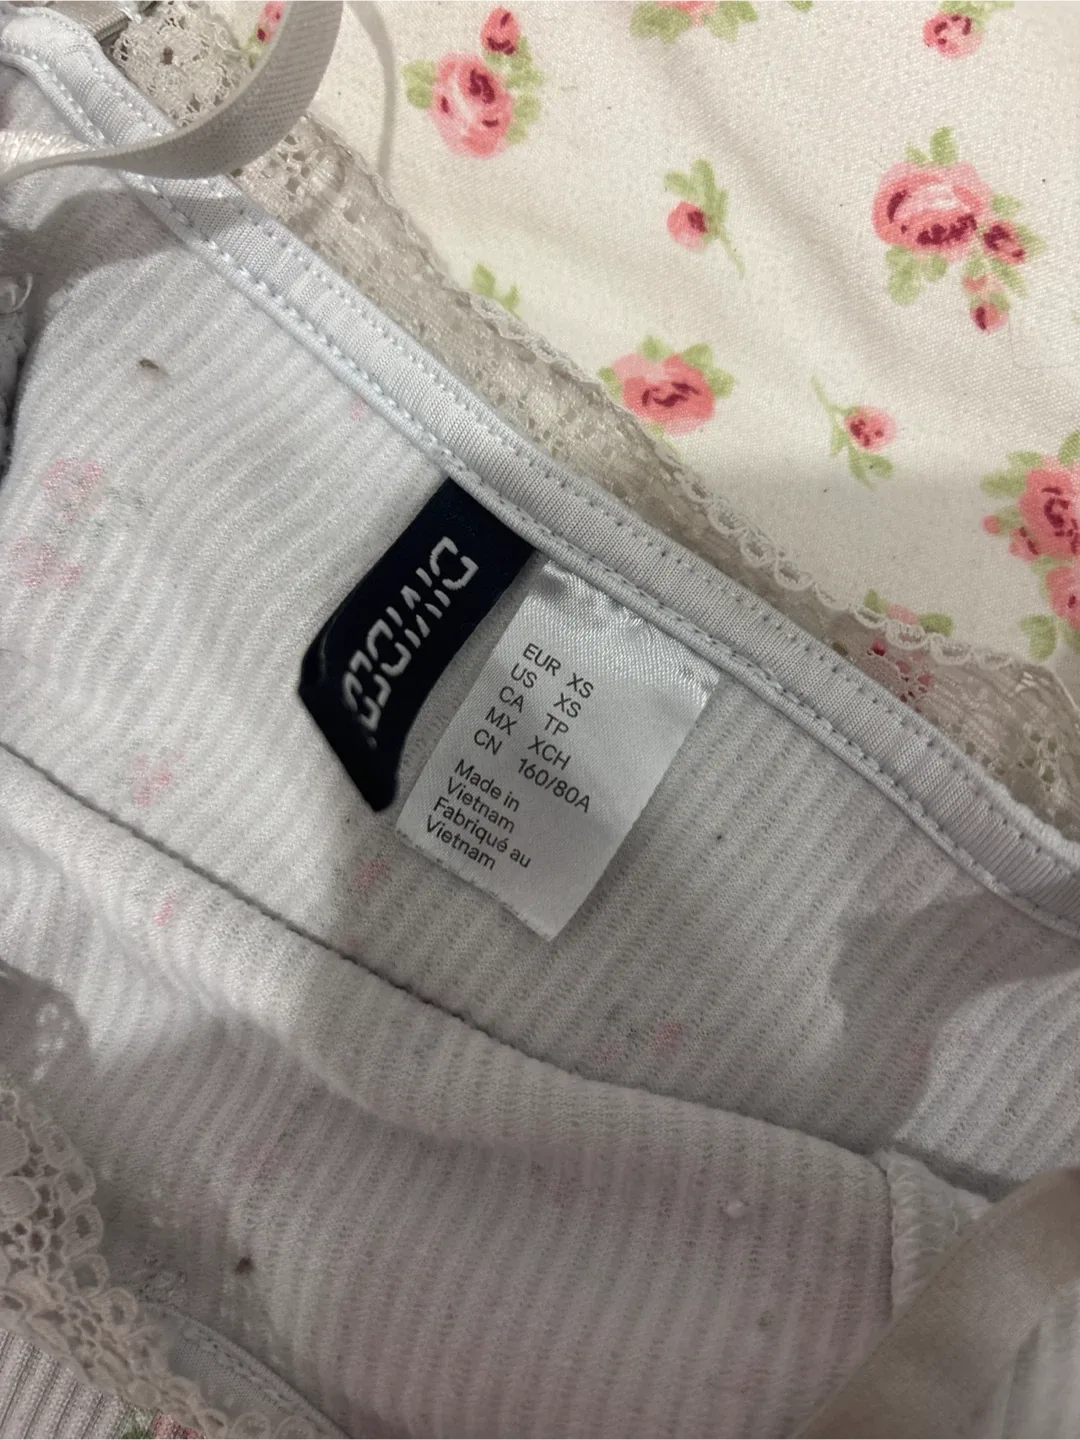 DIVIDED
EUR XS
US XS
CA TP
MX XCH
CN 160/80A
Made in
Vietnam
Fabriqué au
Vietnam